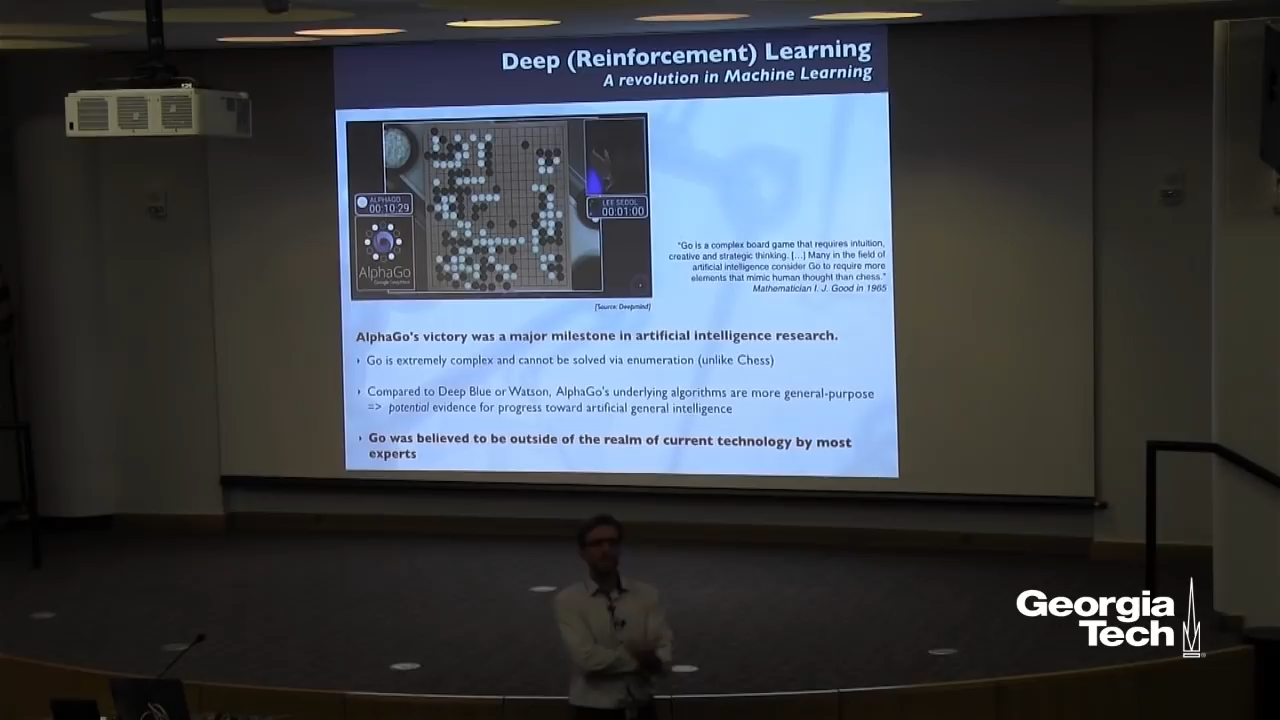 Deep (Reinforcement) Learning
A revolution in Machine Learning
ALPHAGO
00:10:29
LEE SEDOL
00:01:00
AlphaGo
"Go is a complex board game that requires intuition,
creative and strategic thinking. [...] Many in the field of
artificial intelligence consider Go to require more
elements that mimic human thought than chess."
Mathematician I. J. Good in 1965
[Source: Deepmind]
AlphaGo's victory was a major milestone in artificial intelligence research.
Go is extremely complex and cannot be solved via enumeration (unlike Chess)
Compared to Deep Blue or Watson, AlphaGo's underlying algorithms are more general-purpose
=> potential evidence for progress toward artificial general intelligence
Go was believed to be outside of the realm of current technology by most
experts
Georgia
Tech